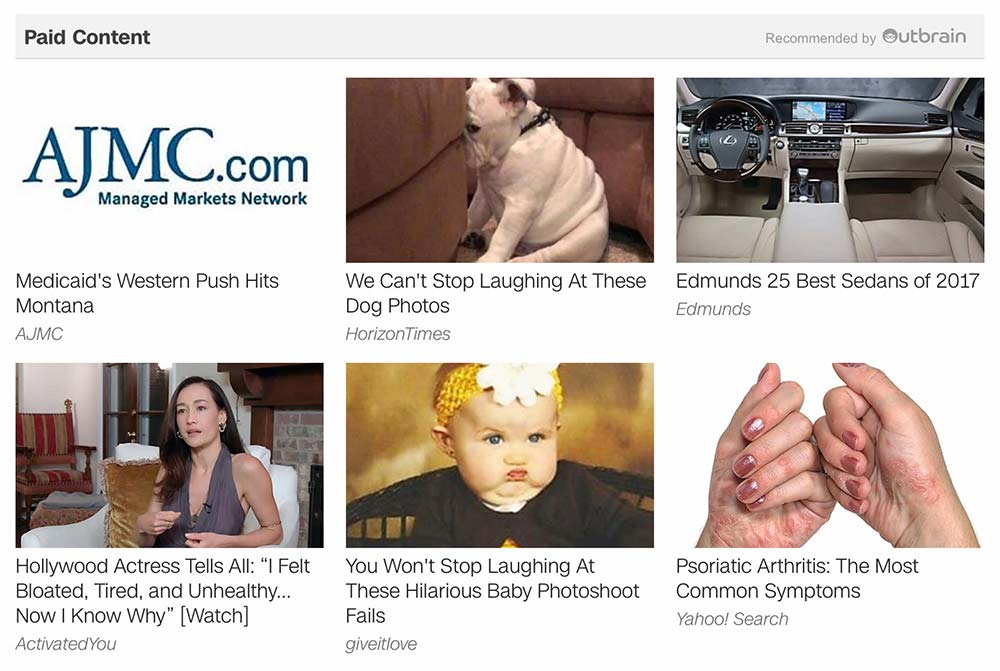 Paid Content
Recommended by Outbrain
AJMC.com
Managed Markets Network
Medicaid's Western Push Hits
Montana
AJMC
We Can't Stop Laughing At These
Dog Photos
HorizonTimes
Edmunds 25 Best Sedans of 2017
Edmunds
Hollywood Actress Tells All: “I Felt
Bloated, Tired, and Unhealthy...
Now I Know Why” [Watch]
ActivatedYou
You Won't Stop Laughing At
These Hilarious Baby Photoshoot
Fails
giveitlove
Psoriatic Arthritis: The Most
Common Symptoms
Yahoo! Search